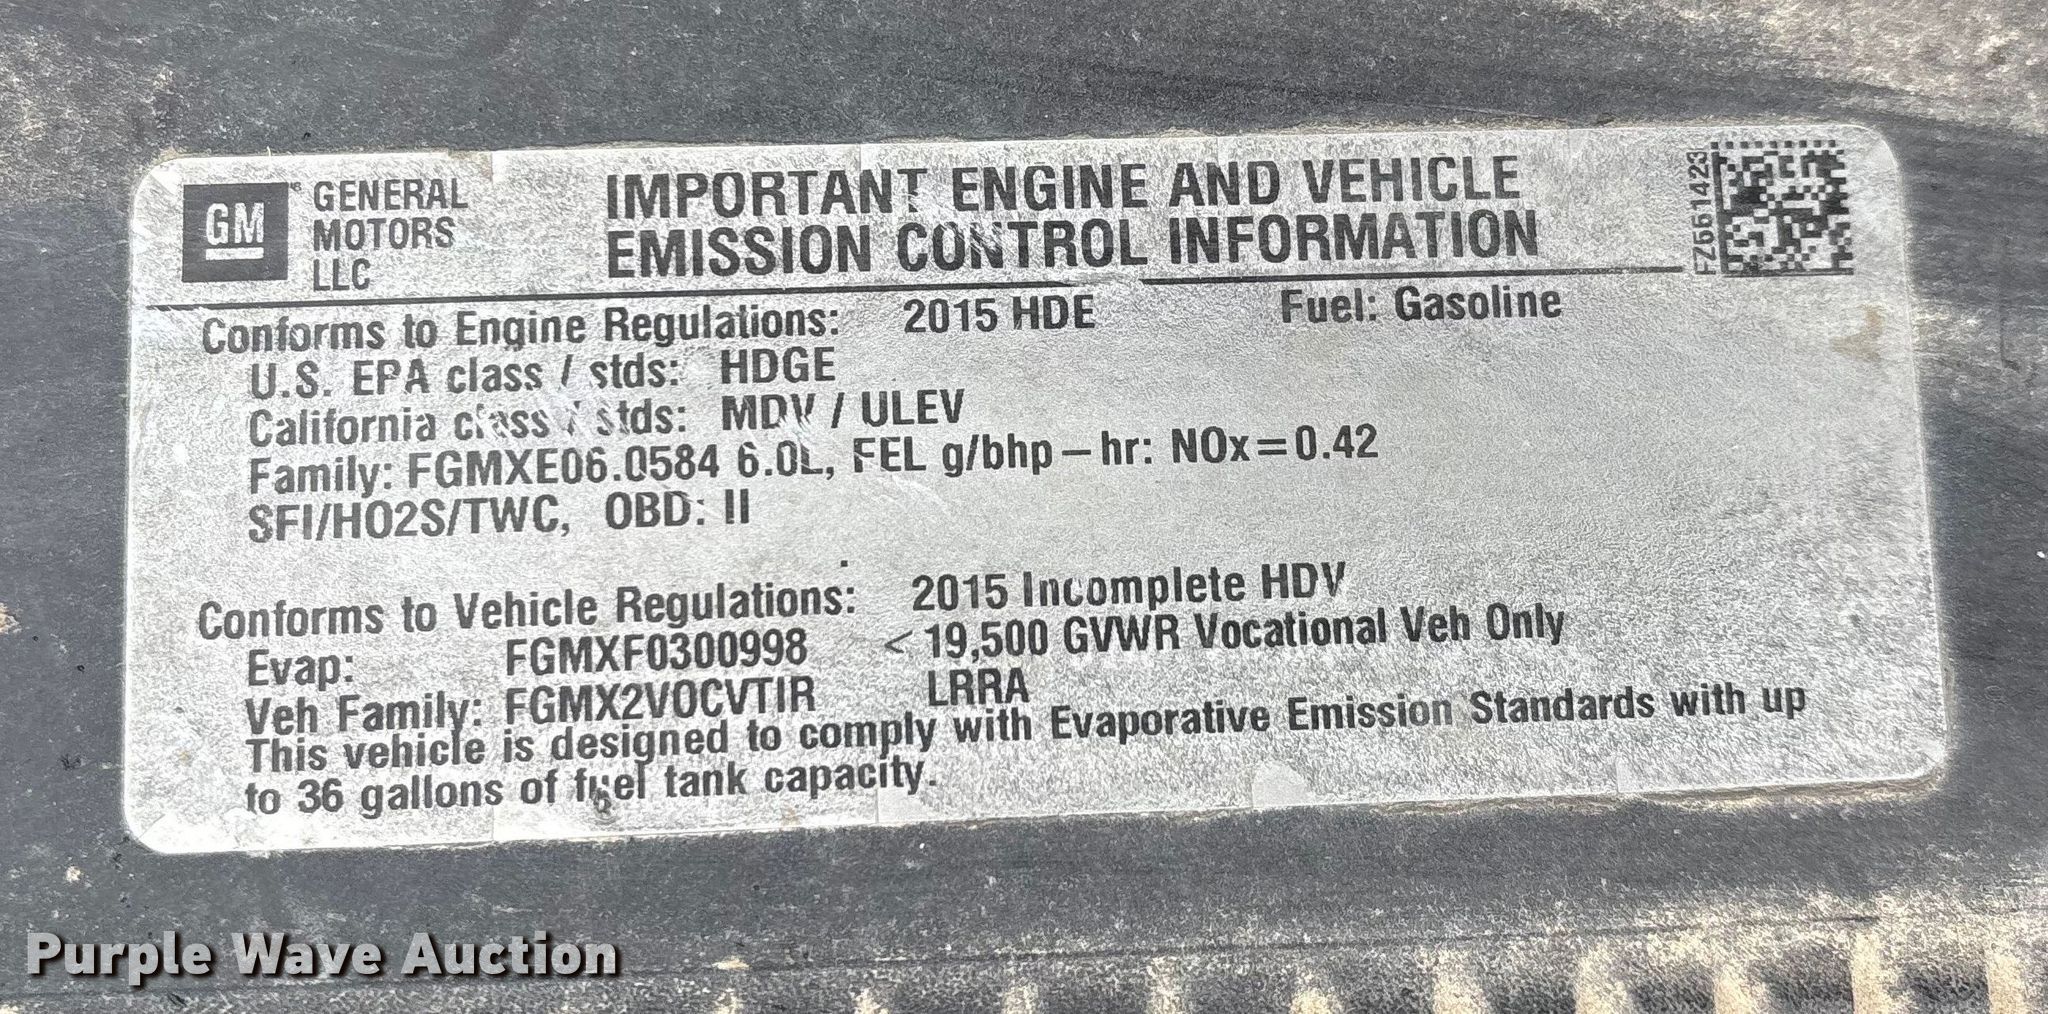 GM
GENERAL
MOTORS
LLC
IMPORTANT ENGINE AND VEHICLE
EMISSION CONTROL INFORMATION
FZ661423
Conforms to Engine Regulations: 2015 HDE Fuel: Gasoline
U.S. EPA class / stds: HDGE
California class / stds: MDV / ULEV
Family: FGMXE06.0584 6.0L, FEL g/bhp-hr: NOx=0.42
SFI/HO2S/TWC, OBD: II
Conforms to Vehicle Regulations: 2015 Incomplete HDV
Evap: FGMXF0300998 < 19,500 GVWR Vocational Veh Only
Veh Family: FGMX2VOCVTIR LRRA
This vehicle is designed to comply with Evaporative Emission Standards with up
to 36 gallons of fuel tank capacity.
Purple Wave Auction